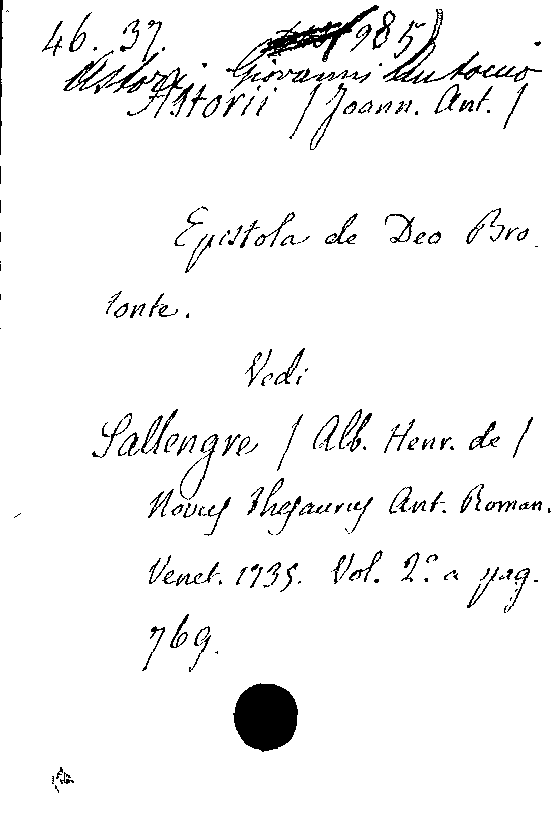 46. 37. 985
Astori Giovanni Antonio
Astorii / Joann. Ant. /
Epistola de Deo Bro-
tonte.
Vedi
Sallengre / Alb. Henr. de /
Novus Thesaurus Ant. Roman.
Venet. 1735. Vol. 2.º a pag.
769.